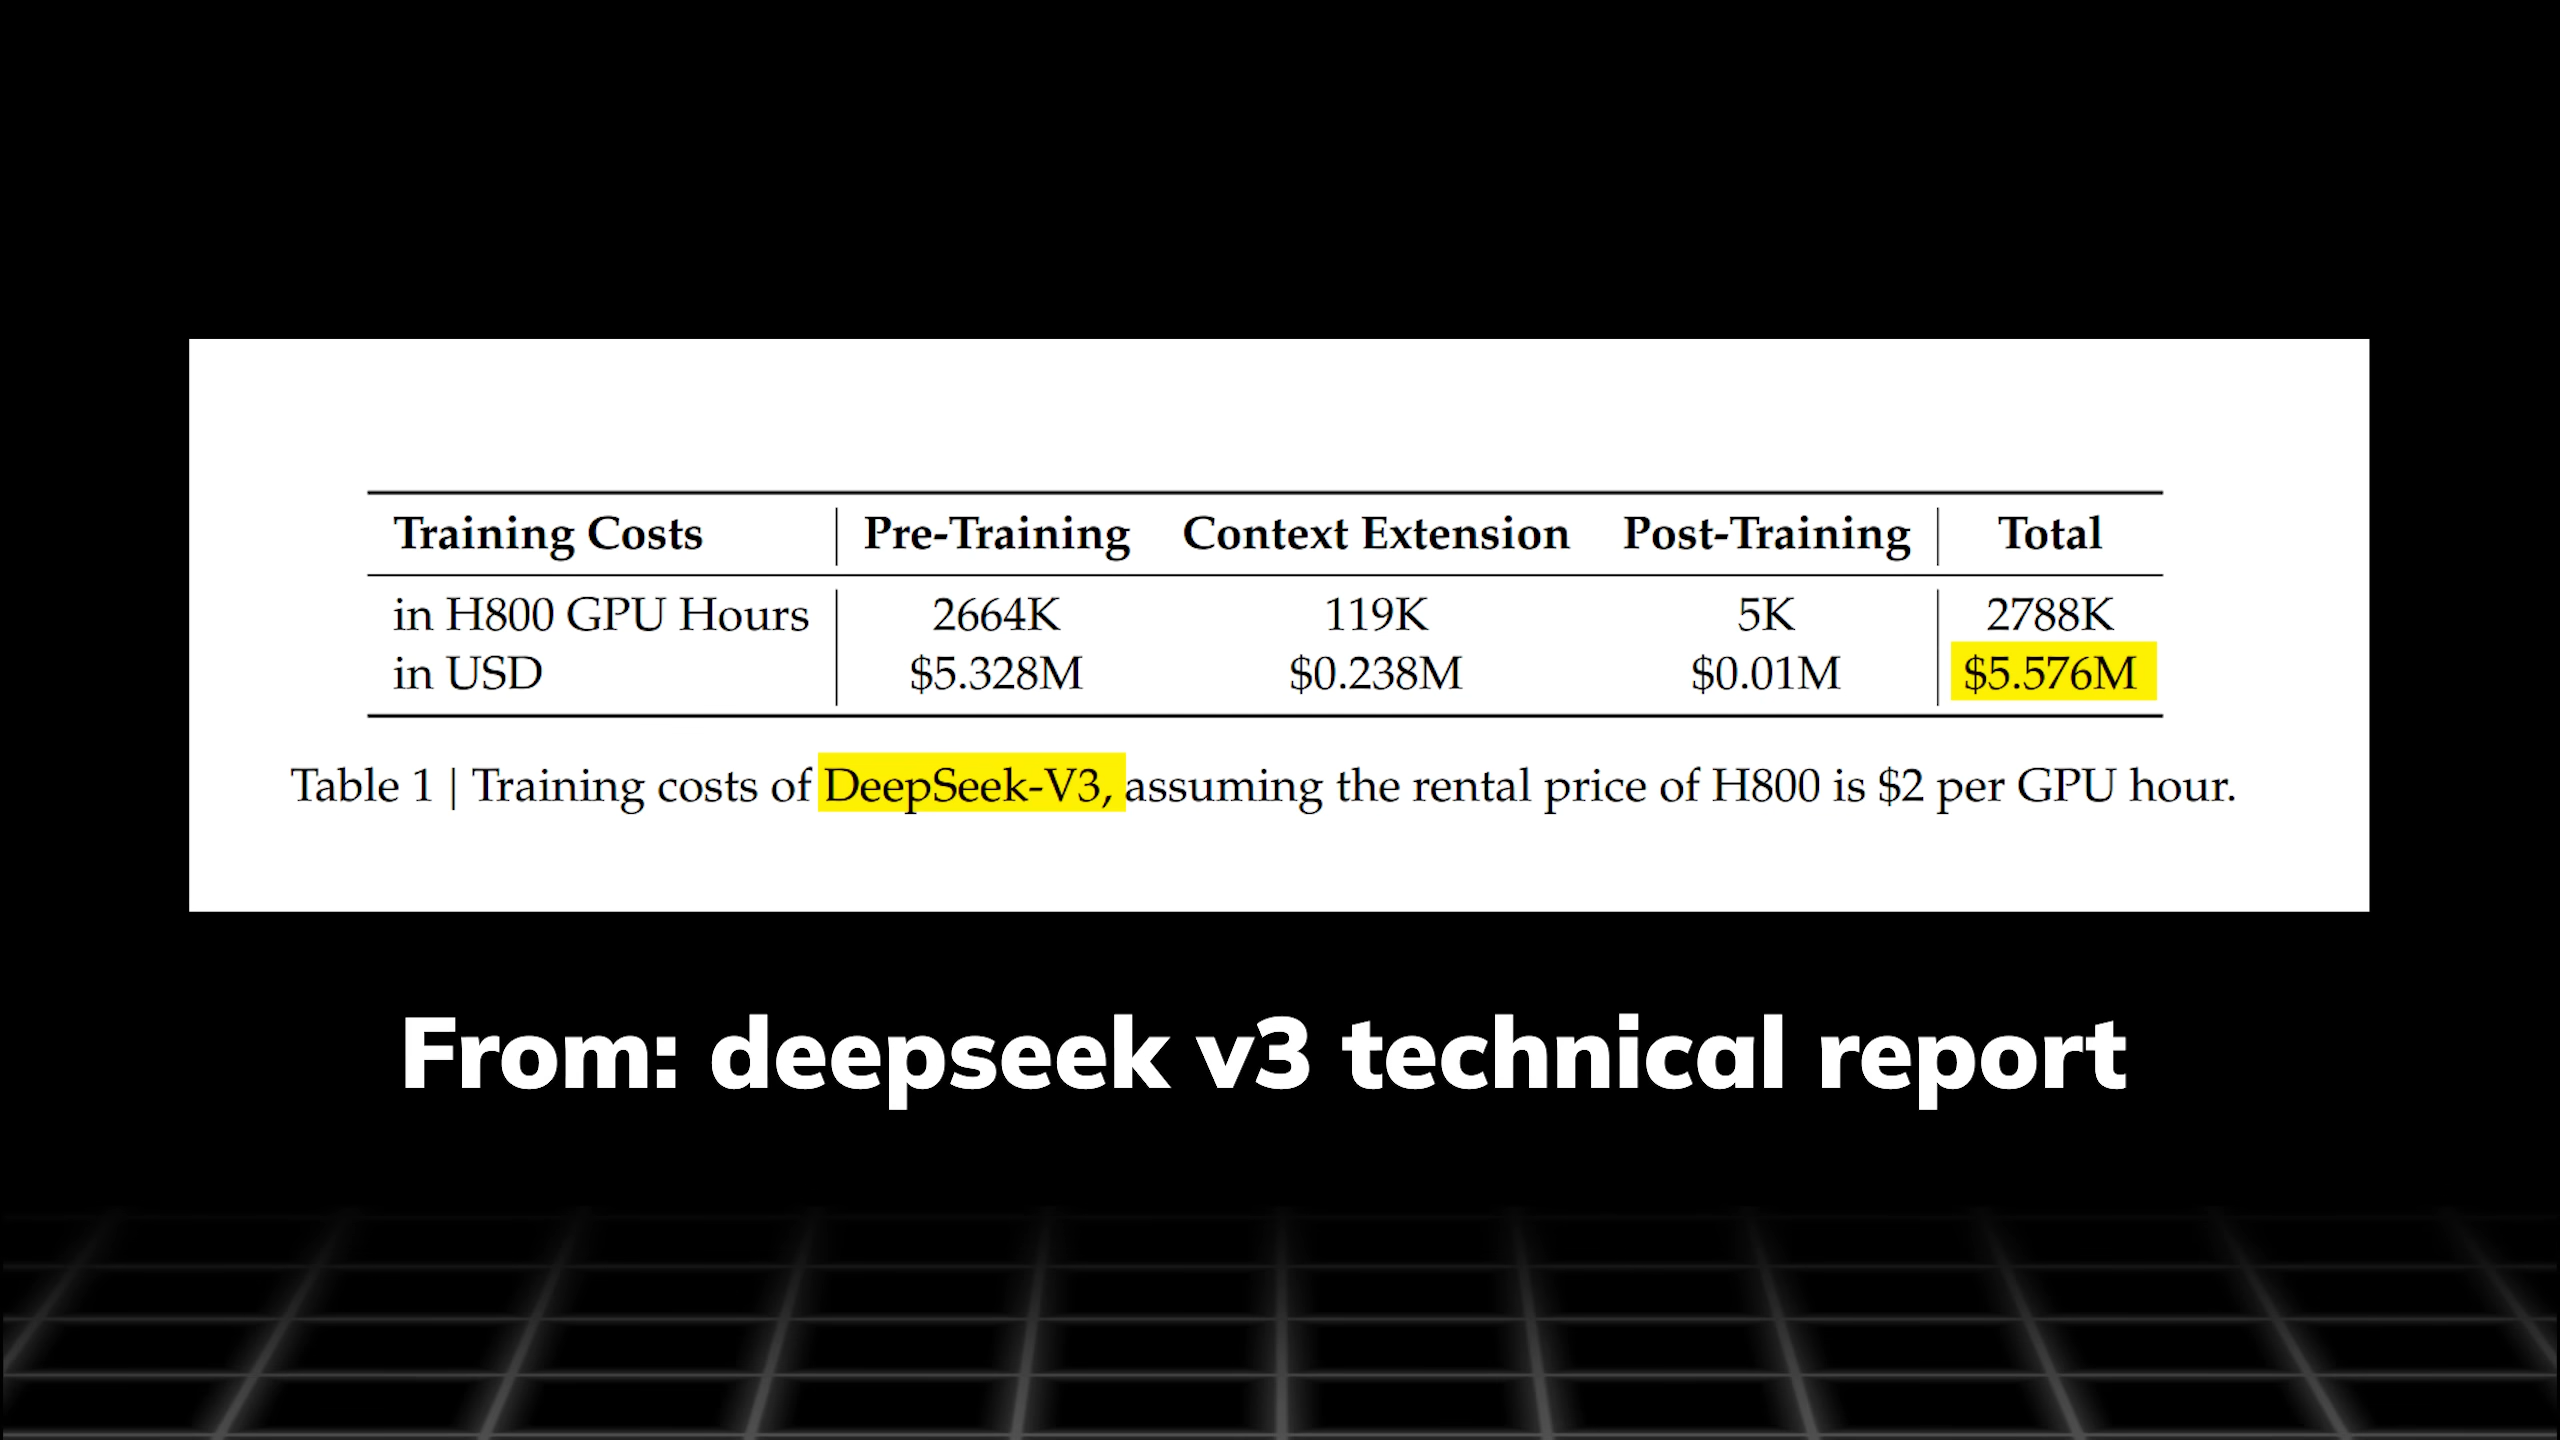 Training Costs Pre-Training Context Extension Post-Training Total
in H800 GPU Hours 2664K 119K 5K 2788K
in USD $5.328M $0.238M $0.01M $5.576M
Table 1 | Training costs of DeepSeek-V3, assuming the rental price of H800 is $2 per GPU hour.
From: deepseek v3 technical report